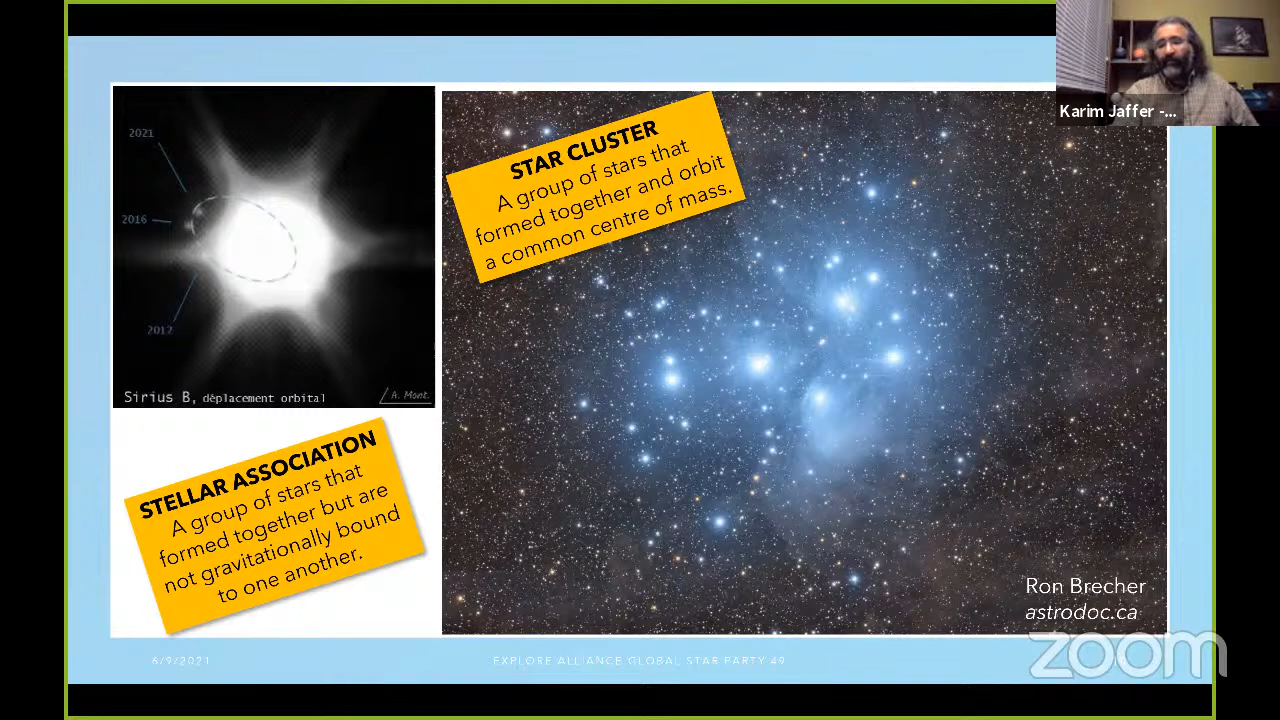 Karim Jaffer -...
2021
2016
2012
Sirius B, déplacement orbital
A. Mont.
STAR CLUSTER
A group of stars that
formed together and orbit
a common centre of mass.
STELLAR ASSOCIATION
A group of stars that
formed together but are
not gravitationally bound
to one another.
Ron Brecher
astrodoc.ca
6/9/2021
EXPLORE ALLIANCE GLOBAL STAR PARTY 49
zoom